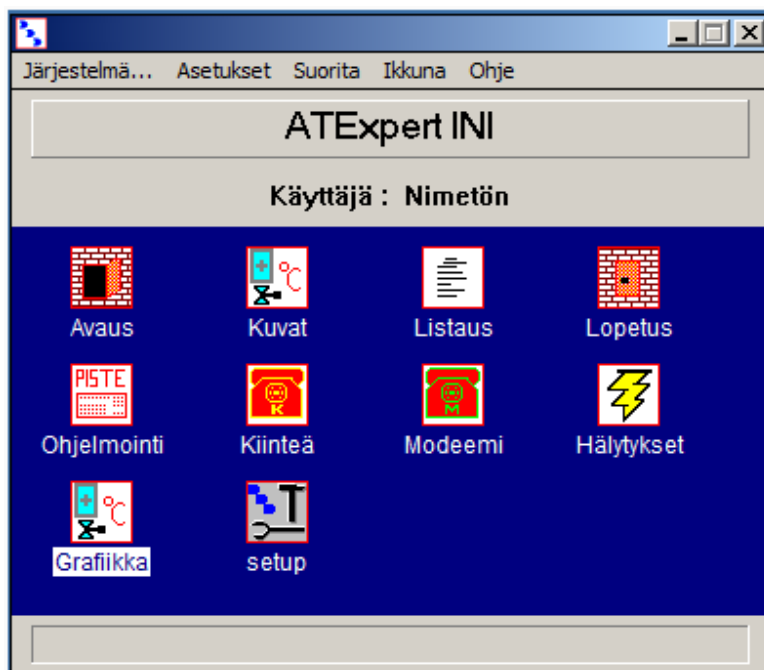 Järjestelmä... Asetukset Suorita Ikkuna Ohje
ATExpert INI
Käyttäjä : Nimetön
Avaus Kuvat Listaus Lopetus
PISTE
K M
Ohjelmointi Kiinteä Modeemi Hälytykset
°C °C
Grafiikka setup